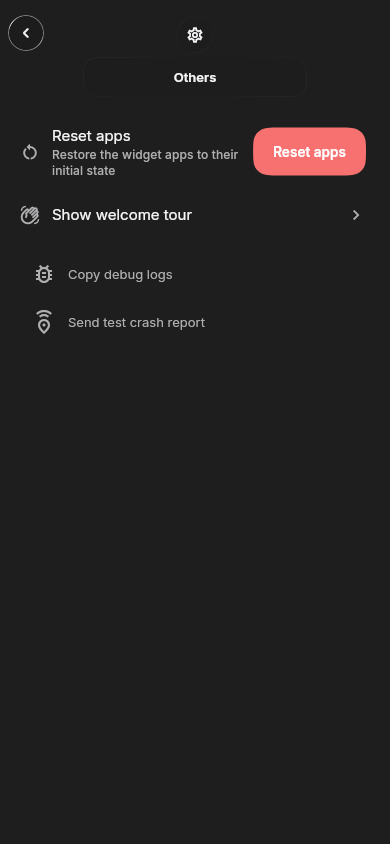 Others
Reset apps
Restore the widget apps to their
initial state
Reset apps
Show welcome tour
Copy debug logs
Send test crash report